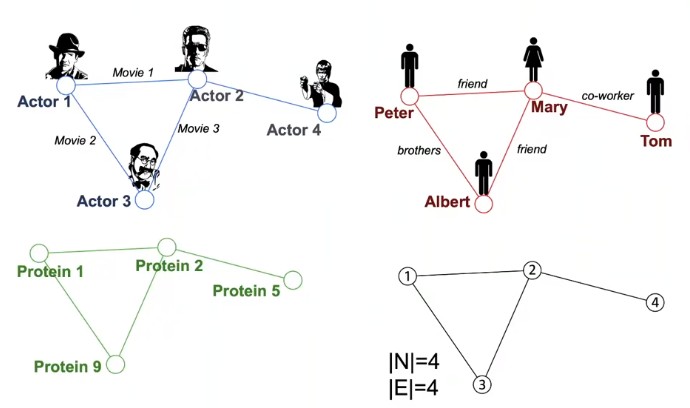 Movie 1
Actor 1
Actor 2
Movie 2
Movie 3
Actor 4
Actor 3
friend
Peter
Mary
co-worker
brothers
friend
Tom
Albert
Protein 1
Protein 2
Protein 5
Protein 9
1
2
4
3
|N|=4
|E|=4